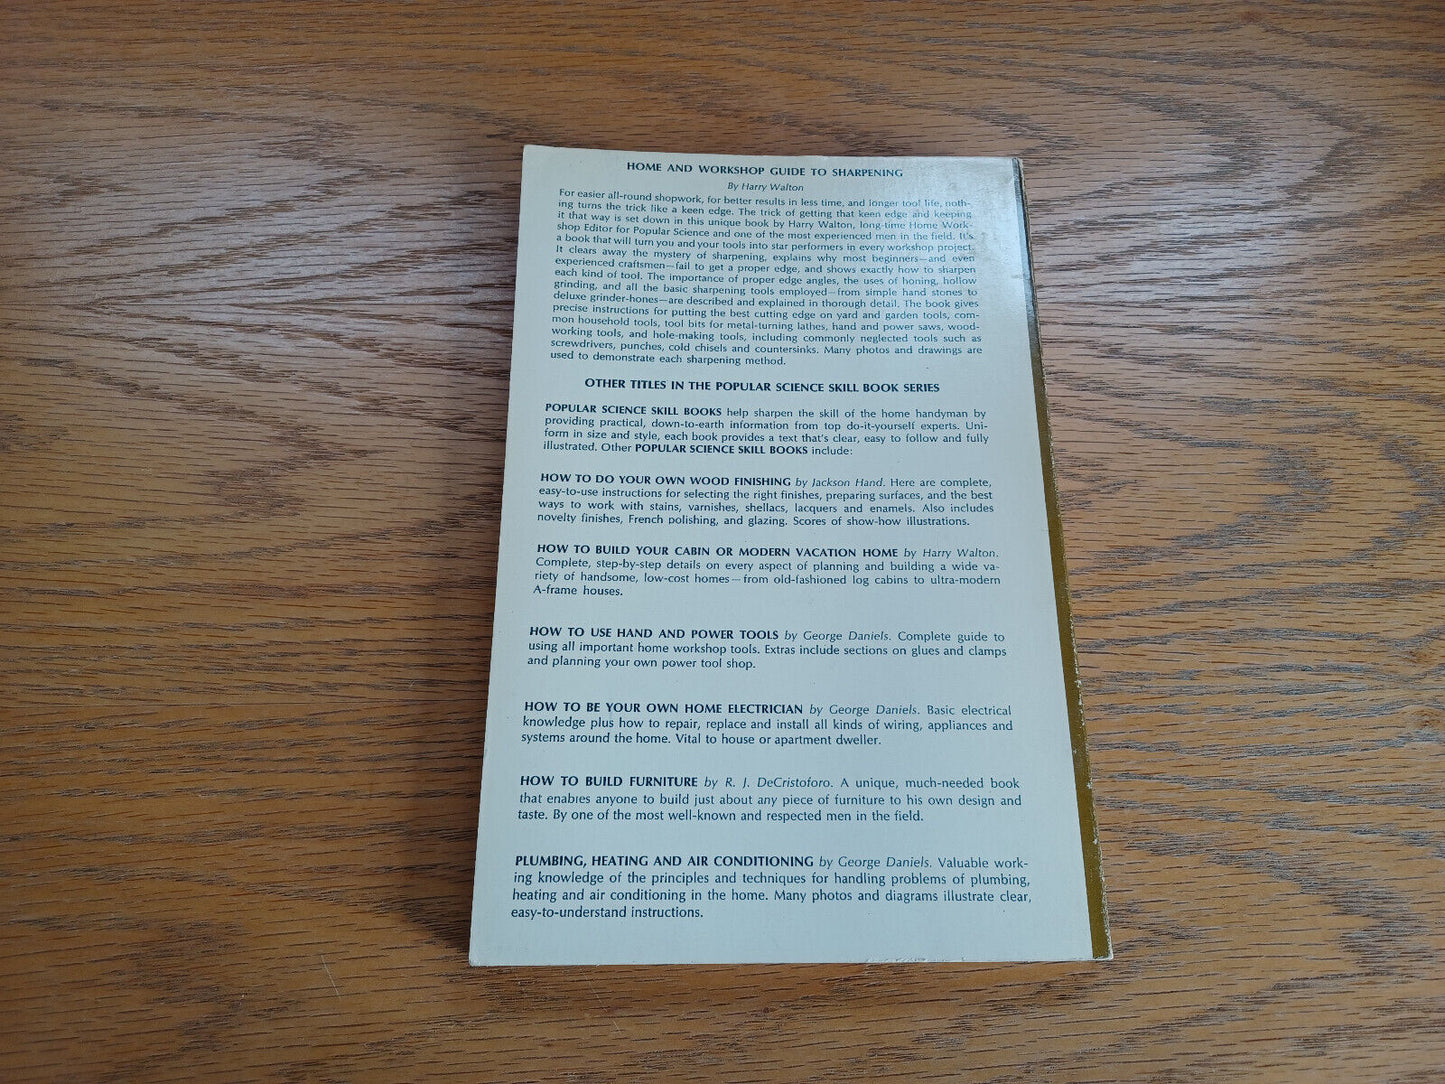 HOME AND WORKSHOP GUIDE TO SHARPENING
By Harry Walton
For easier all-round shopwork, for better results in less time, and longer tool life, noth-
ing turns the trick like a keen edge. The trick of getting that keen edge and keeping
it that way is set down in this unique book by Harry Walton, long-time Home Work-
shop Editor for Popular Science and one of the most experienced men in the field. It's
a book that will turn you and your tools into star performers in every workshop project.
It clears away the mystery of sharpening, explains why most beginners—and even
experienced craftsmen—fail to get a proper edge, and shows exactly how to sharpen
each kind of tool. The importance of proper edge angles, the uses of honing, hollow
grinding, and all the basic sharpening tools employed—from simple hand stones to
deluxe grinder-hones—are described and explained in thorough detail. The book gives
precise instructions for putting the best cutting edge on yard and garden tools, com-
mon household tools, tool bits for metal-turning lathes, hand and power saws, wood-
working tools, and hole-making tools, including commonly neglected tools such as
screwdrivers, punches, cold chisels and countersinks. Many photos and drawings are
used to demonstrate each sharpening method.
OTHER TITLES IN THE POPULAR SCIENCE SKILL BOOK SERIES
POPULAR SCIENCE SKILL BOOKS help sharpen the skill of the home handyman by
providing practical, down-to-earth information from top do-it-yourself experts. Uni-
form in size and style, each book provides a text that's clear, easy to follow and fully
illustrated. Other POPULAR SCIENCE SKILL BOOKS include:
HOW TO DO YOUR OWN WOOD FINISHING by Jackson Hand. Here are complete,
easy-to-use instructions for selecting the right finishes, preparing surfaces, and the best
ways to work with stains, varnishes, shellacs, lacquers and enamels. Also includes
novelty finishes, French polishing, and glazing. Scores of show-how illustrations.
HOW TO BUILD YOUR CABIN OR MODERN VACATION HOME by Harry Walton.
Complete, step-by-step details on every aspect of planning and building a wide va-
riety of handsome, low-cost homes—from old-fashioned log cabins to ultra-modern
A-frame houses.
HOW TO USE HAND AND POWER TOOLS by George Daniels. Complete guide to
using all important home workshop tools. Extras include sections on glues and clamps
and planning your own power tool shop.
HOW TO BE YOUR OWN HOME ELECTRICIAN by George Daniels. Basic electrical
knowledge plus how to repair, replace and install all kinds of wiring, appliances and
systems around the home. Vital to house or apartment dweller.
HOW TO BUILD FURNITURE by R. J. DeCristoforo. A unique, much-needed book
that enables anyone to build just about any piece of furniture to his own design and
taste. By one of the most well-known and respected men in the field.
PLUMBING, HEATING AND AIR CONDITIONING by George Daniels. Valuable work-
ing knowledge of the principles and techniques for handling problems of plumbing,
heating and air conditioning in the home. Many photos and diagrams illustrate clear,
easy-to-understand instructions.